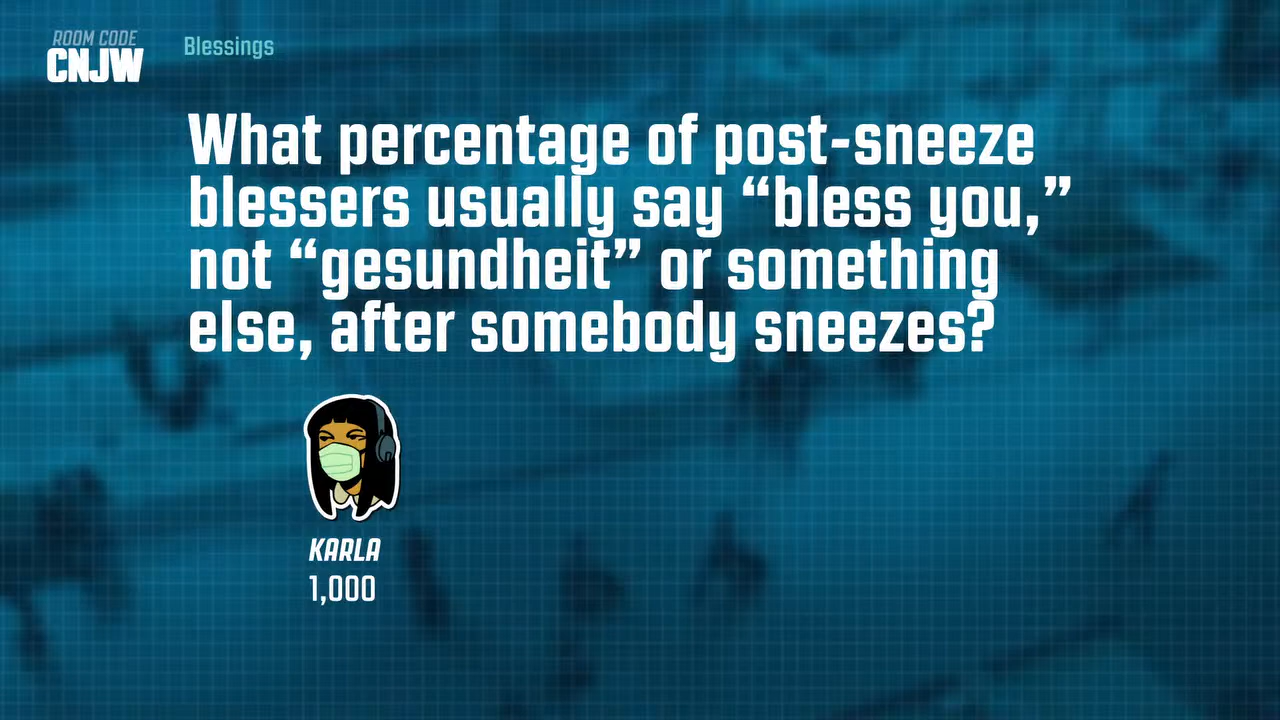 ROOM CODE
CNJW
Blessings
What percentage of post-sneeze
blessers usually say “bless you,”
not “gesundheit” or something
else, after somebody sneezes?
KARLA
1,000